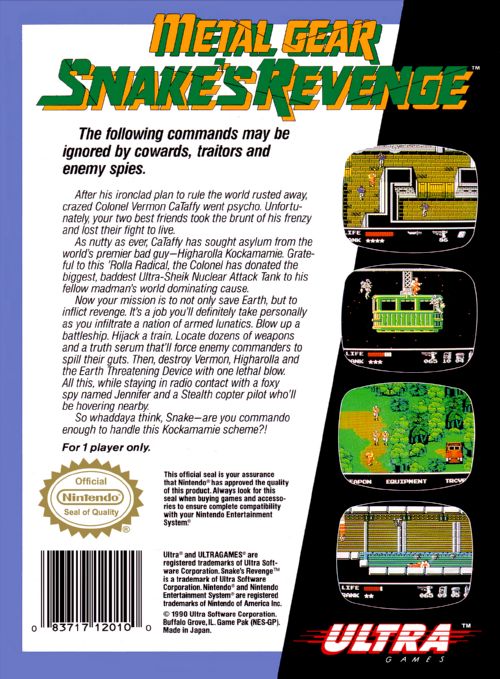 METAL GEAR
SNAKE'S REVENGE™
The following commands may be
ignored by cowards, traitors and
enemy spies.
After his ironclad plan to rule the world rusted away,
crazed Colonel Vermon CaTaffy went psycho. Unfortu-
nately, your two best friends took the brunt of his frenzy
and lost their fight to live.
As nutty as ever, CaTaffy has sought asylum from the
world's premier bad guy—Higharolla Kockamamie. Grate-
ful to this 'Rolla Radical, the Colonel has donated the
biggest, baddest Ultra-Sheik Nuclear Attack Tank to his
fellow madman's world dominating cause.
Now your mission is to not only save Earth, but to
inflict revenge. It's a job you'll definitely take personally
as you infiltrate a nation of armed lunatics. Blow up a
battleship. Hijack a train. Locate dozens of weapons
and a truth serum that'll force enemy commanders to
spill their guts. Then, destroy Vermon, Higharolla and
the Earth Threatening Device with one lethal blow.
All this, while staying in radio contact with a foxy
spy named Jennifer and a Stealth copter pilot who'll
be hovering nearby.
So whaddaya think, Snake—are you commando
enough to handle this Kockamamie scheme?!
For 1 player only.
LIFE
RANK ★★★★
LIFE
RANK ★★★★
EAPON EQUIPMENT
LIFE
RANK ★★
Official
Nintendo®
Seal of Quality
®
This official seal is your assurance
that Nintendo® has approved the quality
of this product. Always look for this
seal when buying games and accesso-
ries to ensure complete compatibility
with your Nintendo Entertainment
System.®
Ultra® and ULTRAGAMES® are
registered trademarks of Ultra Soft-
ware Corporation. Snake's Revenge™
is a trademark of Ultra Software
Corporation. Nintendo® and Nintendo
Entertainment System® are registered
trademarks of Nintendo of America Inc.
© 1990 Ultra Software Corporation.
Buffalo Grove, IL. Game Pak (NES-GP).
Made in Japan.
0 83717 12010 0
ULTRA™
GAMES